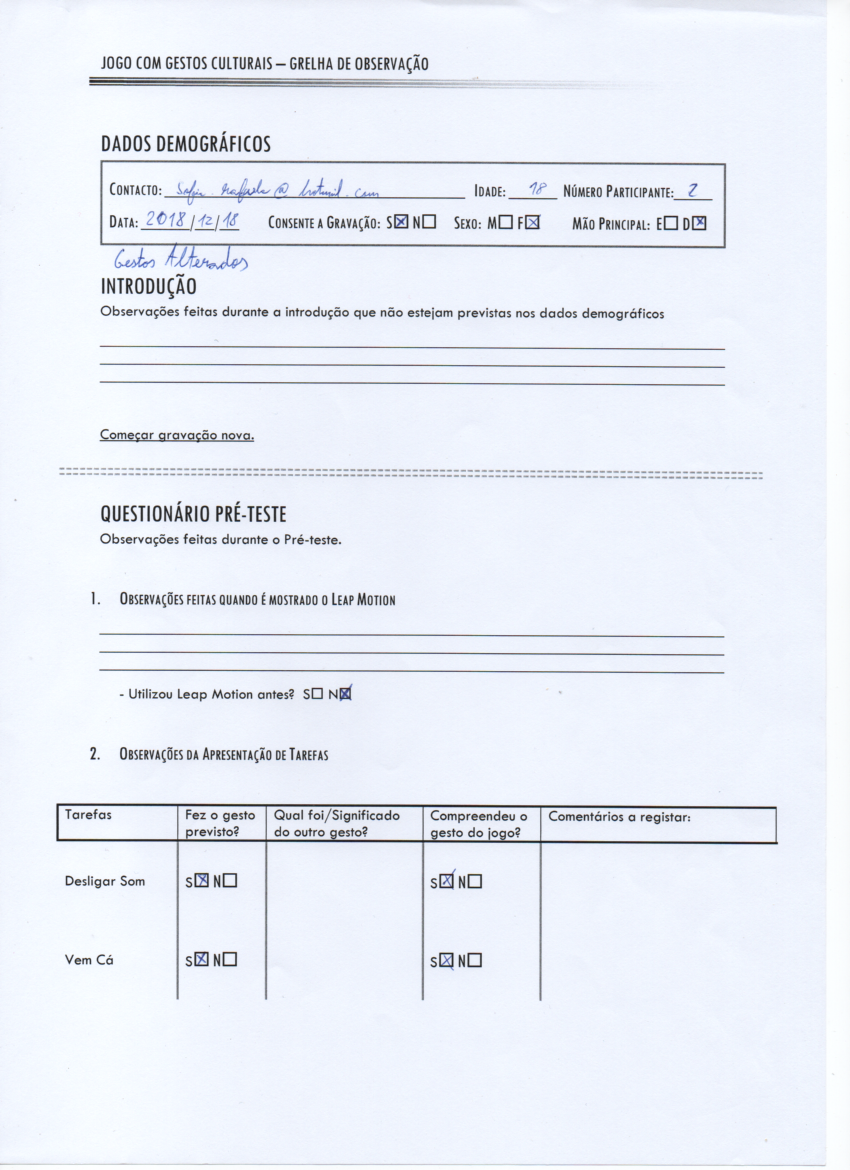 JOGO COM GESTOS CULTURAIS – GRELHA DE OBSERVAÇÃO
DADOS DEMOGRÁFICOS
CONTACTO: rafaela@hotmail.com IDADE: 18 NÚMERO PARTICIPANTE: 2
DATA: 2018/12/18 CONSENTE A GRAVAÇÃO: S☒ N☐ SEXO: M☐ F☒ MÃO PRINCIPAL: E☐ D☒
Gestos Alterados
INTRODUÇÃO
Observações feitas durante a introdução que não estejam previstas nos dados demográficos
Começar gravação nova.
QUESTIONÁRIO PRÉ-TESTE
Observações feitas durante o Pré-teste.
1. OBSERVAÇÕES FEITAS QUANDO É MOSTRADO O LEAP MOTION
- Utilizou Leap Motion antes? S☐ N☒
2. OBSERVAÇÕES DA APRESENTAÇÃO DE TAREFAS
Tarefas Fez o gesto Qual foi/Significado Compreendeu o Comentários a registar:
previsto? do outro gesto? gesto do jogo?
Desligar Som S☒ N☐ S☒ N☐
Vem Cá S☒ N☐ S☒ N☐